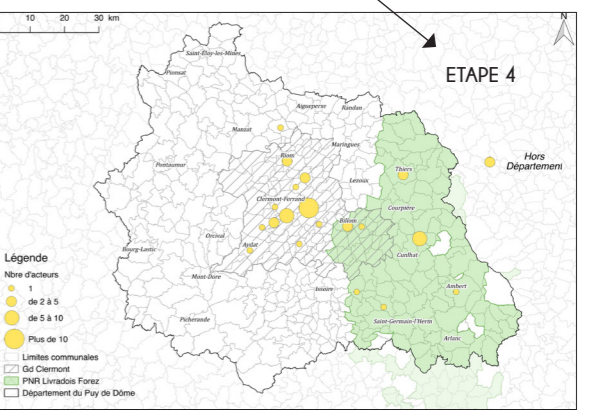 10 20 30 km
N
ETAPE 4
Saint-Éloy-les-Mines
Pionsat
Aigueperse
Randan
Manzat
Maringues
Riom
Hors
Département
Pontaumur
Thiers
Lezoux
Clermont-Ferrand
Courpière
Billom
Orcival
Aydat
Bourg-Lastic
Cunlhat
Mont-Dore
Issoire
Ambert
Picherande
Saint-Germain-l'Herm
Arlanc
Légende
Nbre d'acteurs
1
de 2 à 5
de 5 à 10
Plus de 10
Limites communales
Gd Clermont
PNR Livradois Forez
Département du Puy de Dôme